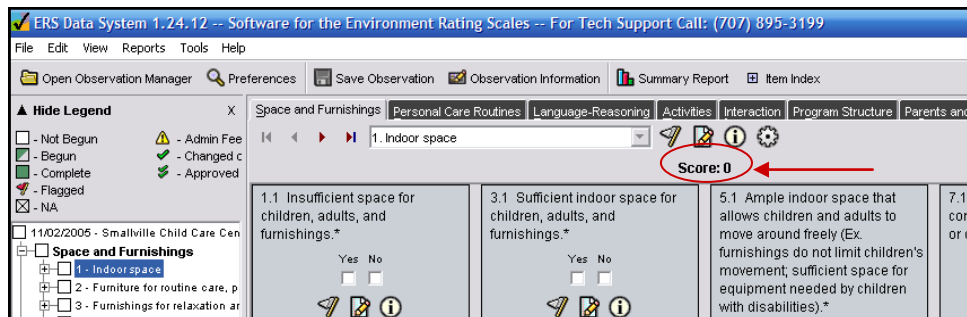 ERS Data System 1.24.12 -- Software for the Environment Rating Scales -- For Tech Support Call: (707) 895-3199
File Edit View Reports Tools Help
Open Observation Manager Preferences Save Observation Observation Information Summary Report Item Index
▲ Hide Legend X
- Not Begun - Admin Fee
- Begun - Changed c
- Complete - Approved
- Flagged
- NA
11/02/2005 - Smallville Child Care Cen
Space and Furnishings
1 - Indoor space
2 - Furniture for routine care, p
3 - Furnishings for relaxation ar
Space and Furnishings Personal Care Routines Language-Reasoning Activities Interaction Program Structure Parents and
1. Indoor space
Score: 0
1.1 Insufficient space for
children, adults, and
furnishings.*
Yes No
3.1 Sufficient indoor space for
children, adults, and
furnishings.*
Yes No
5.1 Ample indoor space that
allows children and adults to
move around freely (Ex.
furnishings do not limit children's
movement; sufficient space for
equipment needed by children
with disabilities).*
7.1
con
or